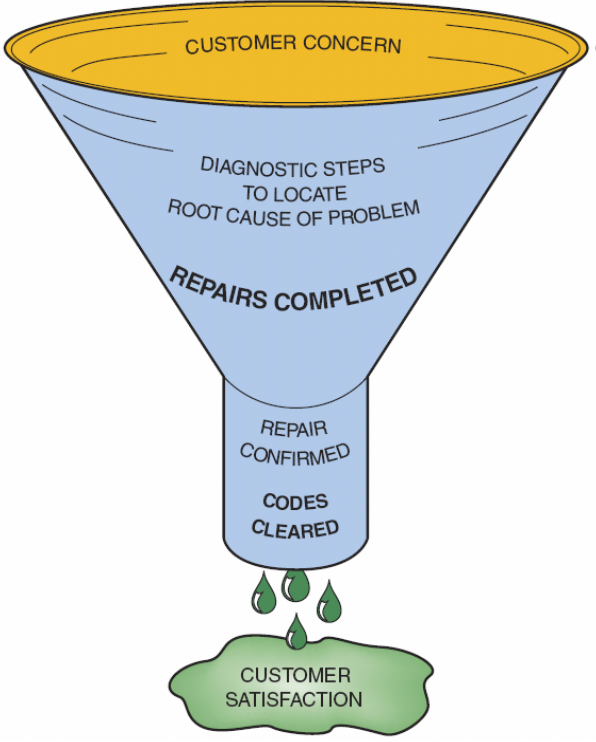 CUSTOMER CONCERN
DIAGNOSTIC STEPS
TO LOCATE
ROOT CAUSE OF PROBLEM
REPAIRS COMPLETED
REPAIR
CONFIRMED
CODES
CLEARED
CUSTOMER
SATISFACTION